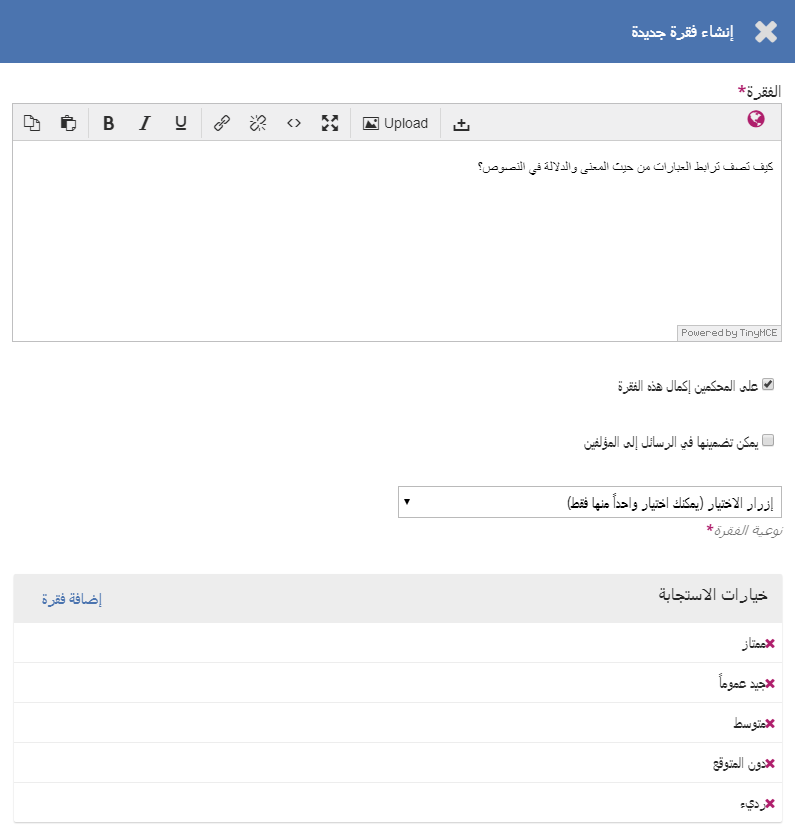 إنشاء فقرة جديدة
الفقرة*
Upload
كيف تصف ترابط العبارات من حيث المعنى والدلالة في النصوص؟
Powered by TinyMCE
على المحكمين إكمال هذه الفقرة
يمكن تضمينها في الرسائل إلى المؤلفين
إزرار الاختيار (يمكنك اختيار واحداً منها فقط)
نوعية الفقرة*
خيارات الاستجابة
إضافة فقرة
ممتاز
جيد عموماً
متوسط
دون المتوقع
رديء